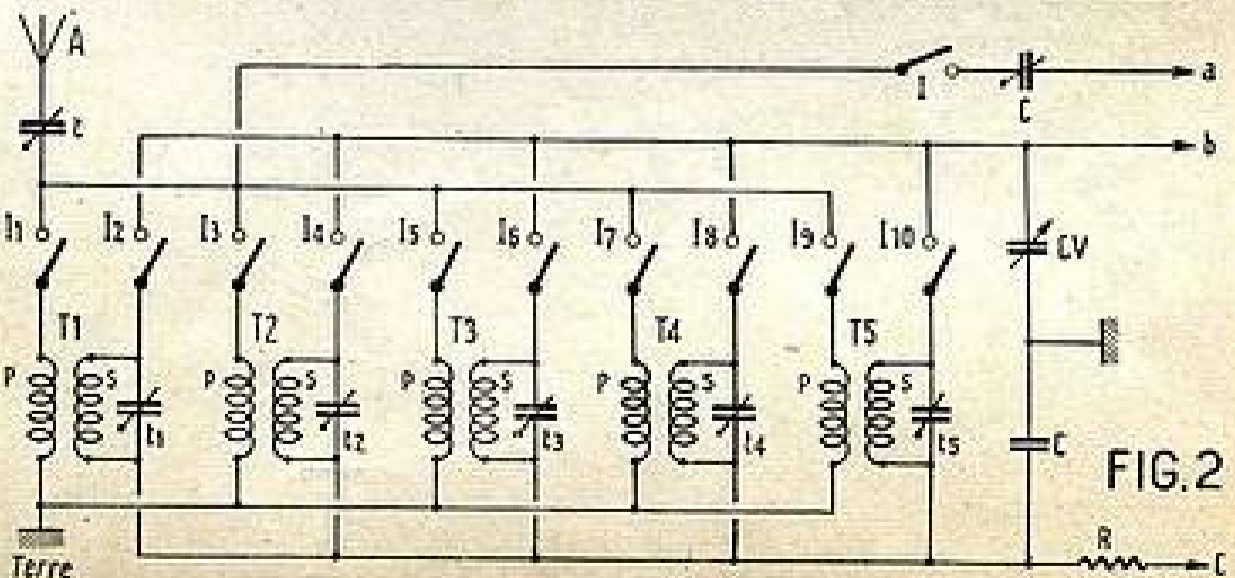 A
t
I
C
a
b
I1 I2 I3 I4 I5 I6 I7 I8 I9 I10 CV
T1 T2 T3 T4 T5
P S P S P S P S P S
t1 t2 t3 t4 t5
C
FIG.2
Terre
R
C